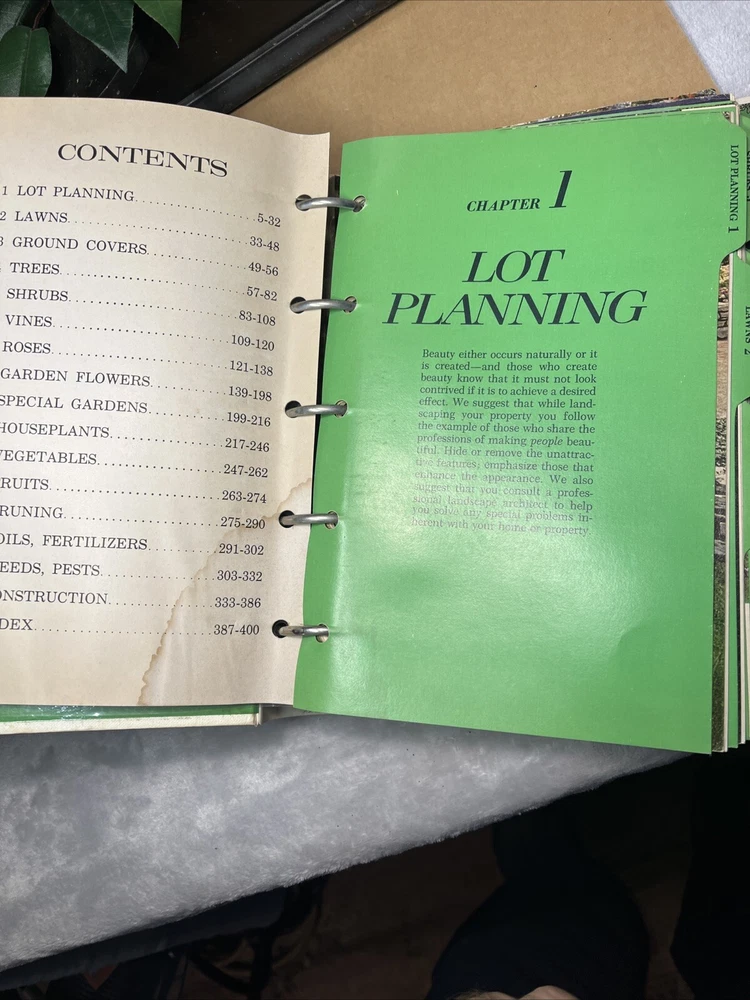 CONTENTS
1 LOT PLANNING..........................5-32
2 LAWNS..........................33-48
3 GROUND COVERS..........................49-56
TREES..........................57-82
SHRUBS..........................83-108
VINES..........................109-120
ROSES..........................121-138
GARDEN FLOWERS..........................139-198
SPECIAL GARDENS..........................199-216
HOUSEPLANTS..........................217-246
VEGETABLES..........................247-262
RUITS..........................263-274
RUNING..........................275-290
OILS, FERTILIZERS..........................291-302
EEDS, PESTS..........................303-332
ONSTRUCTION..........................333-386
DEX..........................387-400
CHAPTER 1
LOT
PLANNING
Beauty either occurs naturally or it
is created—and those who create
beauty know that it must not look
contrived if it is to achieve a desired
effect. We suggest that while land-
scaping your property you follow
the example of those who share the
professions of making people beau-
tiful. Hide or remove the unattrac-
tive features; emphasize those that
enhance the appearance. We also
suggest that you consult a profes-
sional landscape architect to help
you solve any special problems in-
herent with your home or property
LOT PLANNING 1
LAWNS 2